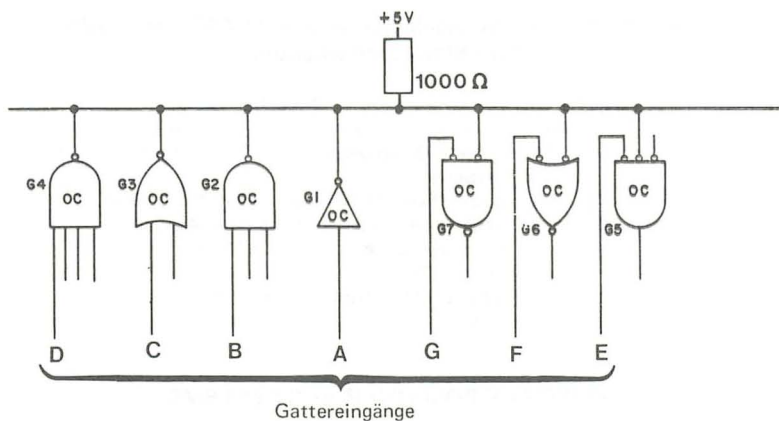 +5V
1000 Ω
G4 OC
G3 OC
G2 OC
G1 OC
OC G7
OC G6
OC G5
D C B A G F E
Gattereingänge